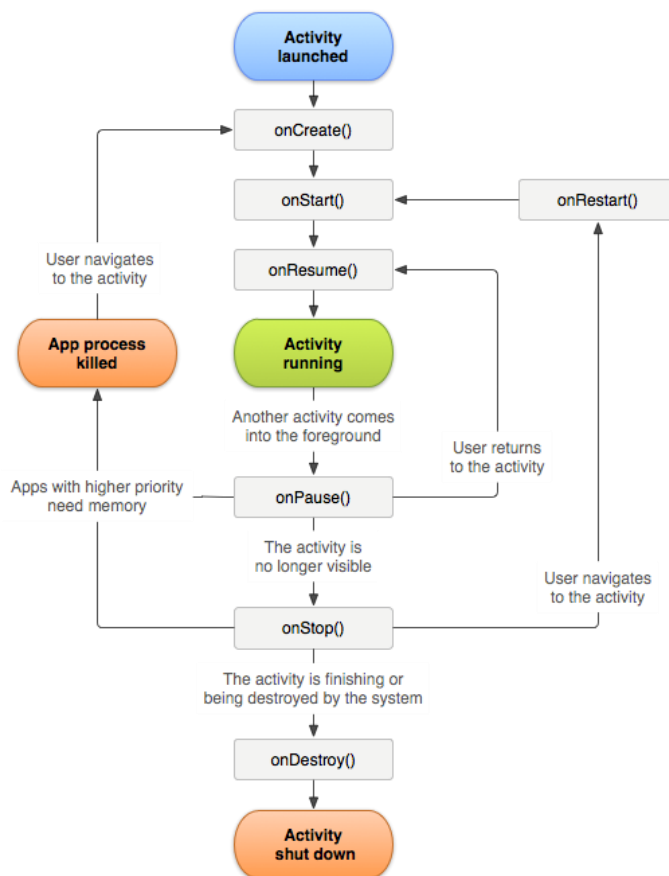 Activity
launched
onCreate()
onStart()
onRestart()
User navigates
to the activity
onResume()
App process
killed
Activity
running
Another activity comes
into the foreground
User returns
to the activity
Apps with higher priority
need memory
onPause()
The activity is
no longer visible
User navigates
to the activity
onStop()
The activity is finishing or
being destroyed by the system
onDestroy()
Activity
shut down